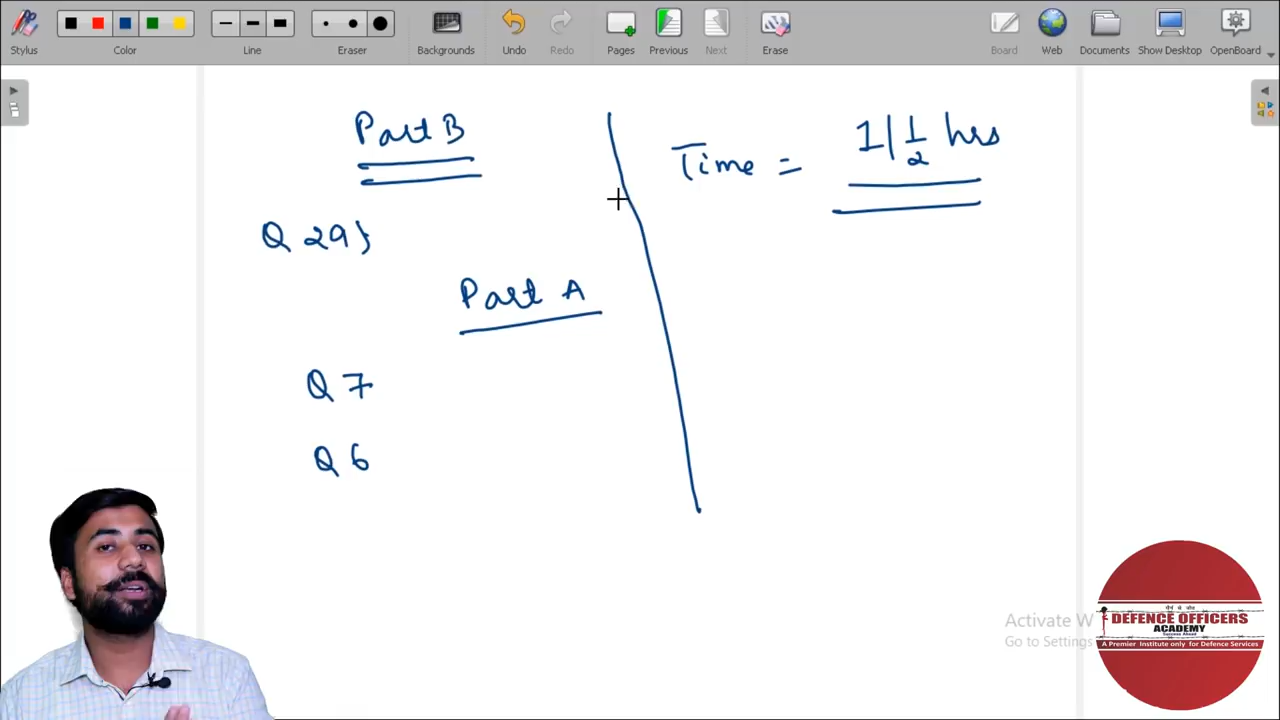 Stylus
Color
Line
Eraser
Backgrounds
Undo
Redo
Pages
Previous
Next
Erase
Board
Web
Documents
Show Desktop
OpenBoard
Part B
Q 29}
Part A
Q 7
Q 6
Time = 1|1/2 hrs
Activate W
Go to Settings
DEFENCE OFFICERS
ACADEMY
Success Ahead
A Premier Institute only for Defence Services